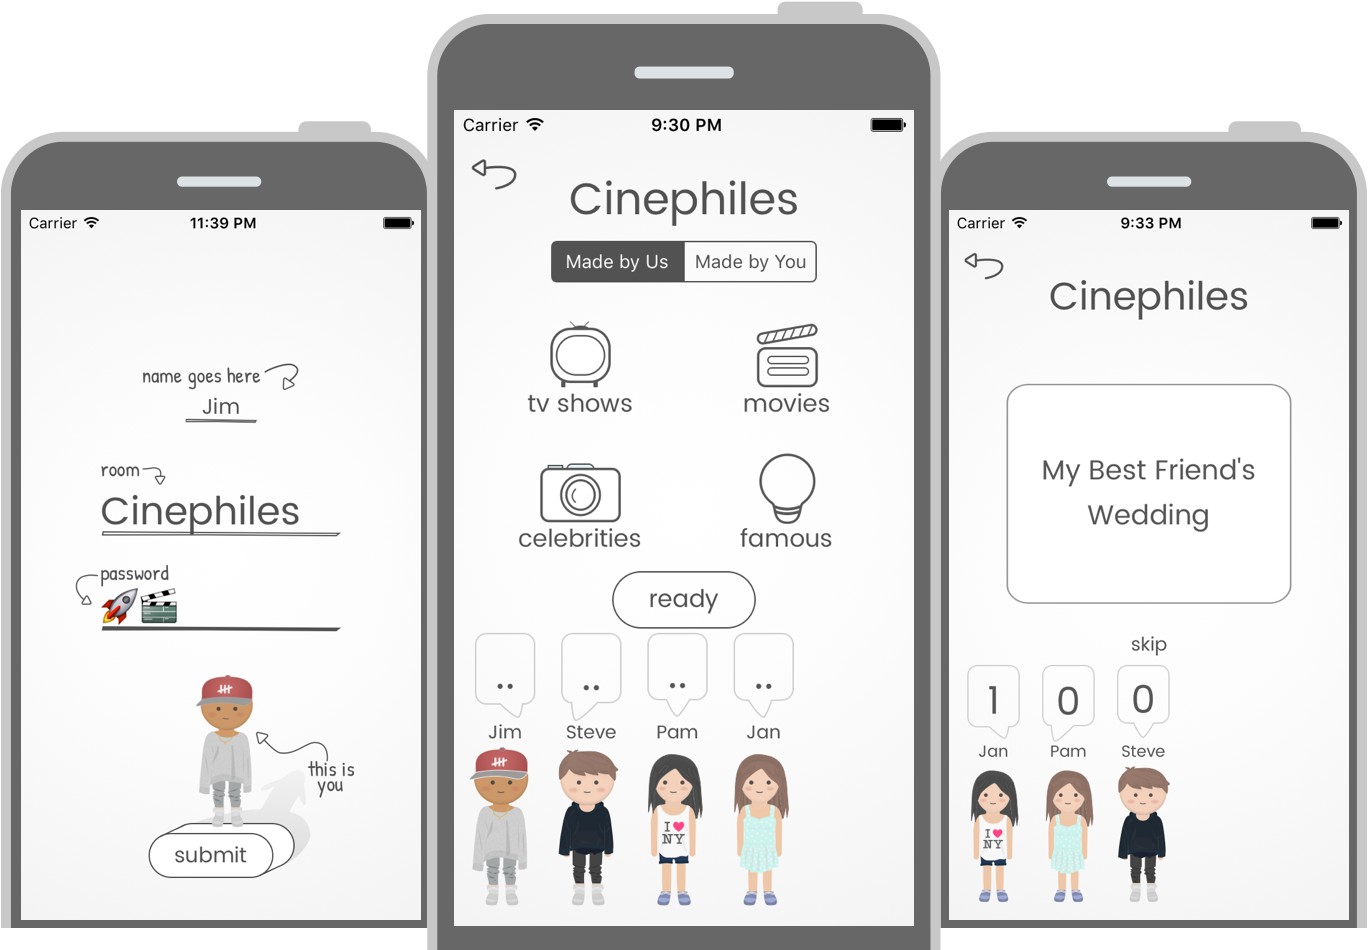 Carrier 11:39 PM
name goes here
Jim
room
Cinephiles
password
this is
you
submit
Carrier 9:30 PM
Cinephiles
Made by Us Made by You
tv shows movies
celebrities famous
ready
.. .. .. ..
Jim Steve Pam Jan
I ♥
NY
Carrier 9:33 PM
Cinephiles
My Best Friend's
Wedding
skip
1 0 0
Jan Pam Steve
I ♥
NY